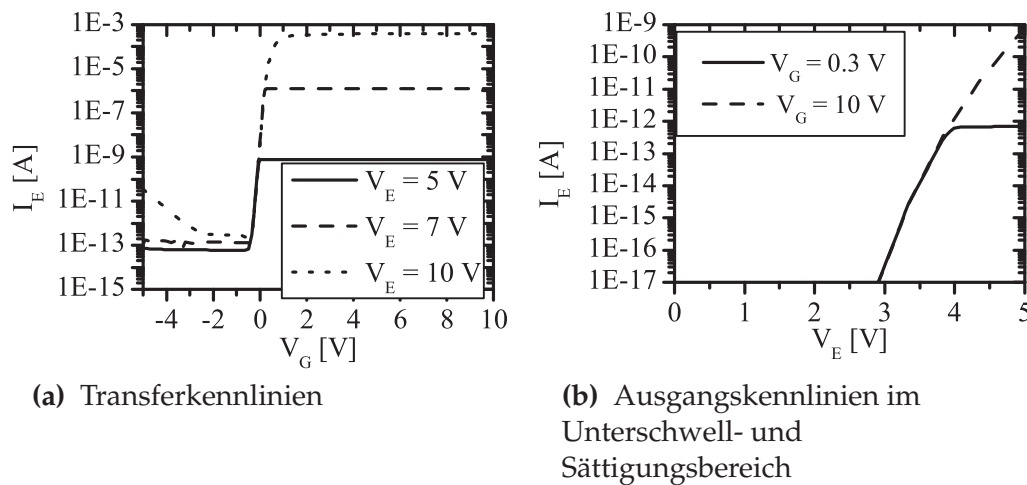 1E-3
1E-5
1E-7
1E-9
1E-11
1E-13
1E-15
I_E [A]
-4 -2 0 2 4 6 8 10
V_G [V]
V_E = 5 V
V_E = 7 V
V_E = 10 V
(a) Transferkennlinien
1E-9
1E-10
1E-11
1E-12
1E-13
1E-14
1E-15
1E-16
1E-17
I_E [A]
0 1 2 3 4 5
V_E [V]
V_G = 0.3 V
V_G = 10 V
(b) Ausgangskennlinien im
Unterschwell- und
Sättigungsbereich